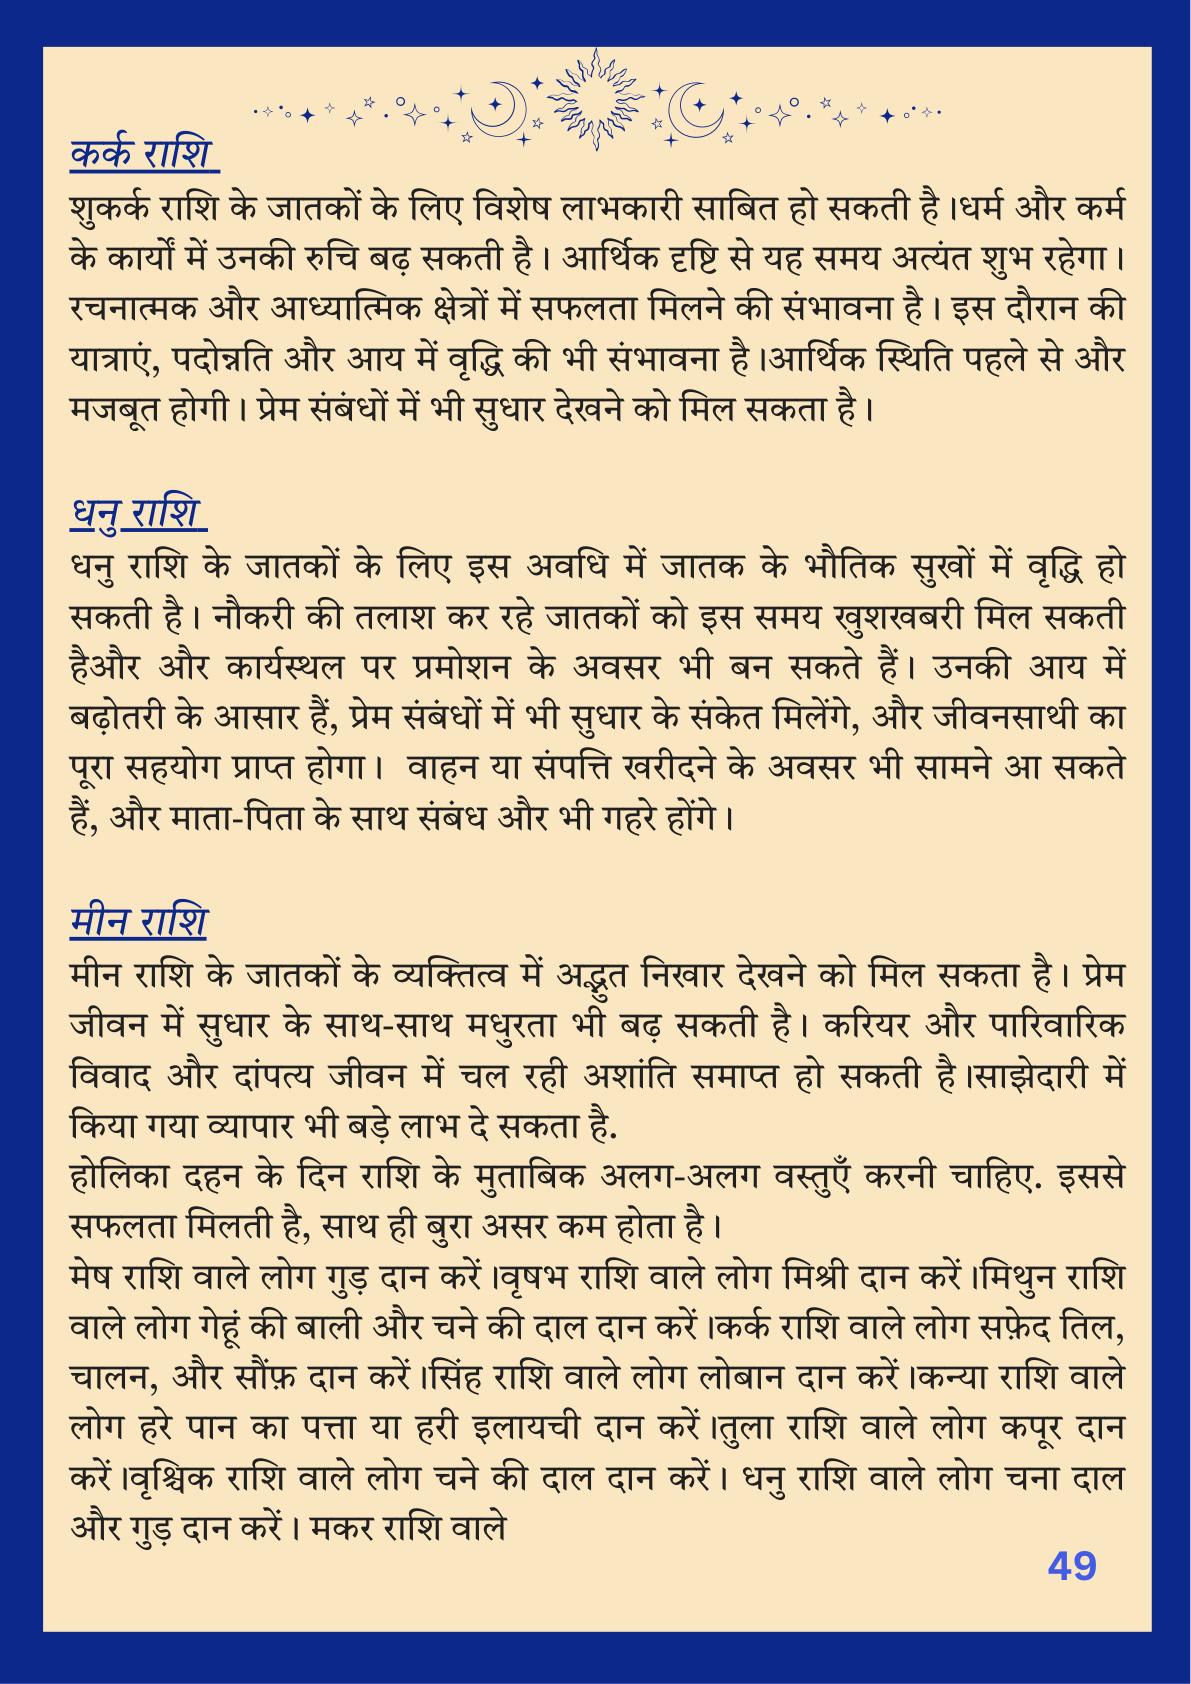 कर्क राशि
शुकर्क राशि के जातकों के लिए विशेष लाभकारी साबित हो सकती है।धर्म और कर्म
के कार्यों में उनकी रुचि बढ़ सकती है। आर्थिक दृष्टि से यह समय अत्यंत शुभ रहेगा।
रचनात्मक और आध्यात्मिक क्षेत्रों में सफलता मिलने की संभावना है। इस दौरान की
यात्राएं, पदोन्नति और आय में वृद्धि की भी संभावना है।आर्थिक स्थिति पहले से और
मजबूत होगी। प्रेम संबंधों में भी सुधार देखने को मिल सकता है।
धनु राशि
धनु राशि के जातकों के लिए इस अवधि में जातक के भौतिक सुखों में वृद्धि हो
सकती है। नौकरी की तलाश कर रहे जातकों को इस समय खुशखबरी मिल सकती
हैऔर और कार्यस्थल पर प्रमोशन के अवसर भी बन सकते हैं। उनकी आय में
बढ़ोतरी के आसार हैं, प्रेम संबंधों में भी सुधार के संकेत मिलेंगे, और जीवनसाथी का
पूरा सहयोग प्राप्त होगा। वाहन या संपत्ति खरीदने के अवसर भी सामने आ सकते
हैं, और माता-पिता के साथ संबंध और भी गहरे होंगे।
मीन राशि
मीन राशि के जातकों के व्यक्तित्व में अद्भुत निखार देखने को मिल सकता है। प्रेम
जीवन में सुधार के साथ-साथ मधुरता भी बढ़ सकती है। करियर और पारिवारिक
विवाद और दांपत्य जीवन में चल रही अशांति समाप्त हो सकती है।साझेदारी में
किया गया व्यापार भी बड़े लाभ दे सकता है.
होलिका दहन के दिन राशि के मुताबिक अलग-अलग वस्तुएँ करनी चाहिए. इससे
सफलता मिलती है, साथ ही बुरा असर कम होता है।
मेष राशि वाले लोग गुड़ दान करें।वृषभ राशि वाले लोग मिश्री दान करें।मिथुन राशि
वाले लोग गेहूं की बाली और चने की दाल दान करें।कर्क राशि वाले लोग सफ़ेद तिल,
चालन, और सौंफ़ दान करें।सिंह राशि वाले लोग लोबान दान करें।कन्या राशि वाले
लोग हरे पान का पत्ता या हरी इलायची दान करें।तुला राशि वाले लोग कपूर दान
करें।वृश्चिक राशि वाले लोग चने की दाल दान करें। धनु राशि वाले लोग चना दाल
और गुड़ दान करें। मकर राशि वाले
49